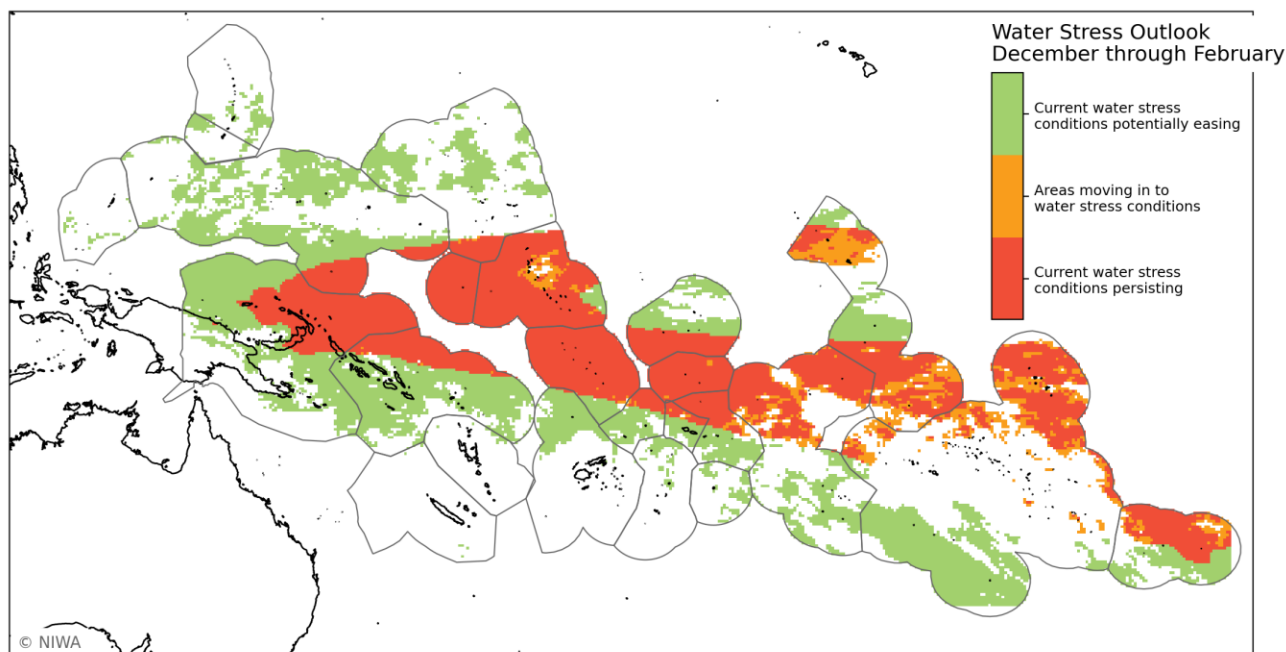 Water Stress Outlook
December through February
Current water stress
conditions potentially easing
Areas moving in to
water stress conditions
Current water stress
conditions persisting
© NIWA